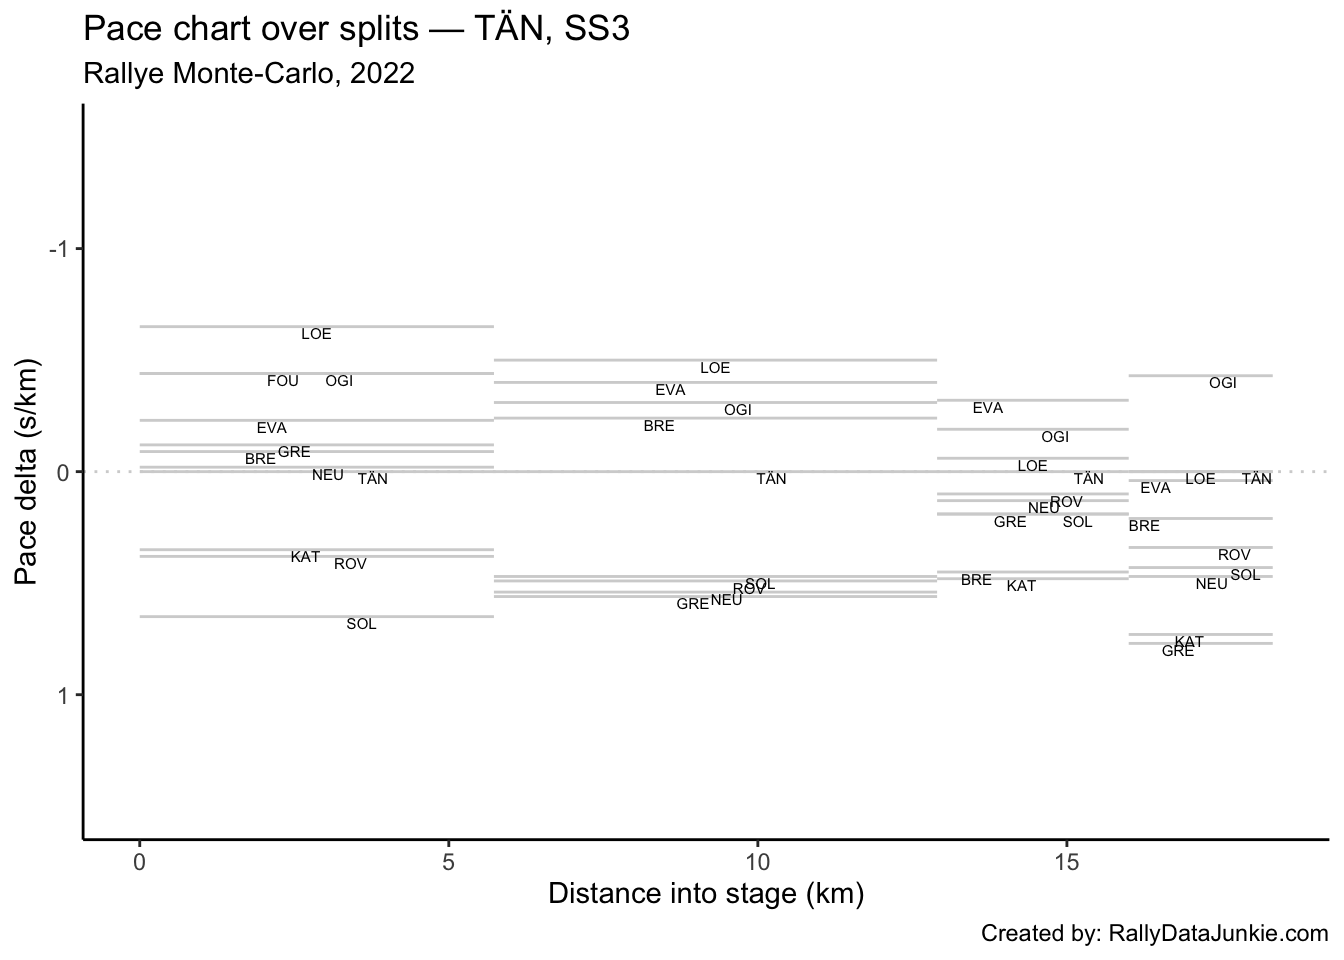 Pace chart over splits — TÄN, SS3
Rallye Monte-Carlo, 2022
Pace delta (s/km)
-1
0
1
LOE
FOU OGI
EVA
GRE
BRE
NEU
TÄN
KAT
ROV
SOL
LOE
EVA
OGI
BRE
TÄN
SOL
ROV
NEU
GRE
EVA
OGI
LOE
TÄN
ROV
NEU
GRE SOL
BRE
KAT
OGI
LOE TÄN
EVA
BRE
ROV
SOL
NEU
KAT
GRE
0 5 10 15
Distance into stage (km)
Created by: RallyDataJunkie.com